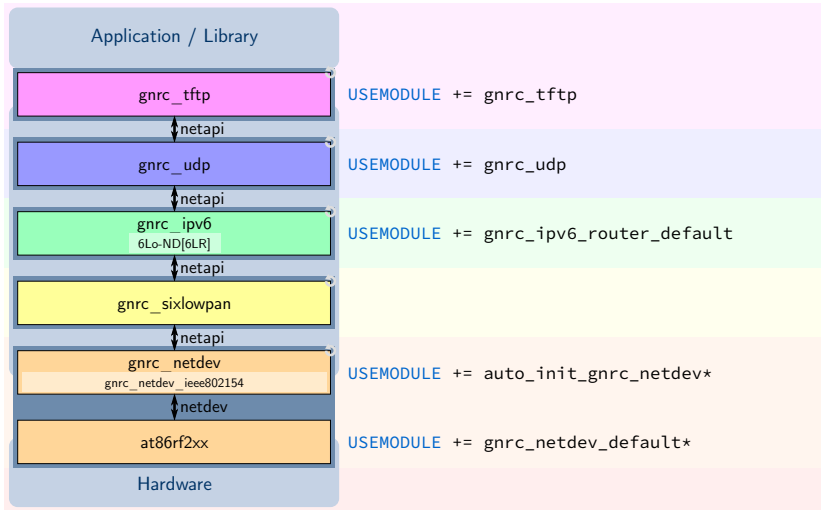 Application / Library
gnrc_tftp
USEMODULE += gnrc_tftp
netapi
gnrc_udp
USEMODULE += gnrc_udp
netapi
gnrc_ipv6
6Lo-ND[6LR]
USEMODULE += gnrc_ipv6_router_default
netapi
gnrc_sixlowpan
netapi
gnrc_netdev
gnrc_netdev_ieee802154
USEMODULE += auto_init_gnrc_netdev*
netdev
at86rf2xx
USEMODULE += gnrc_netdev_default*
Hardware